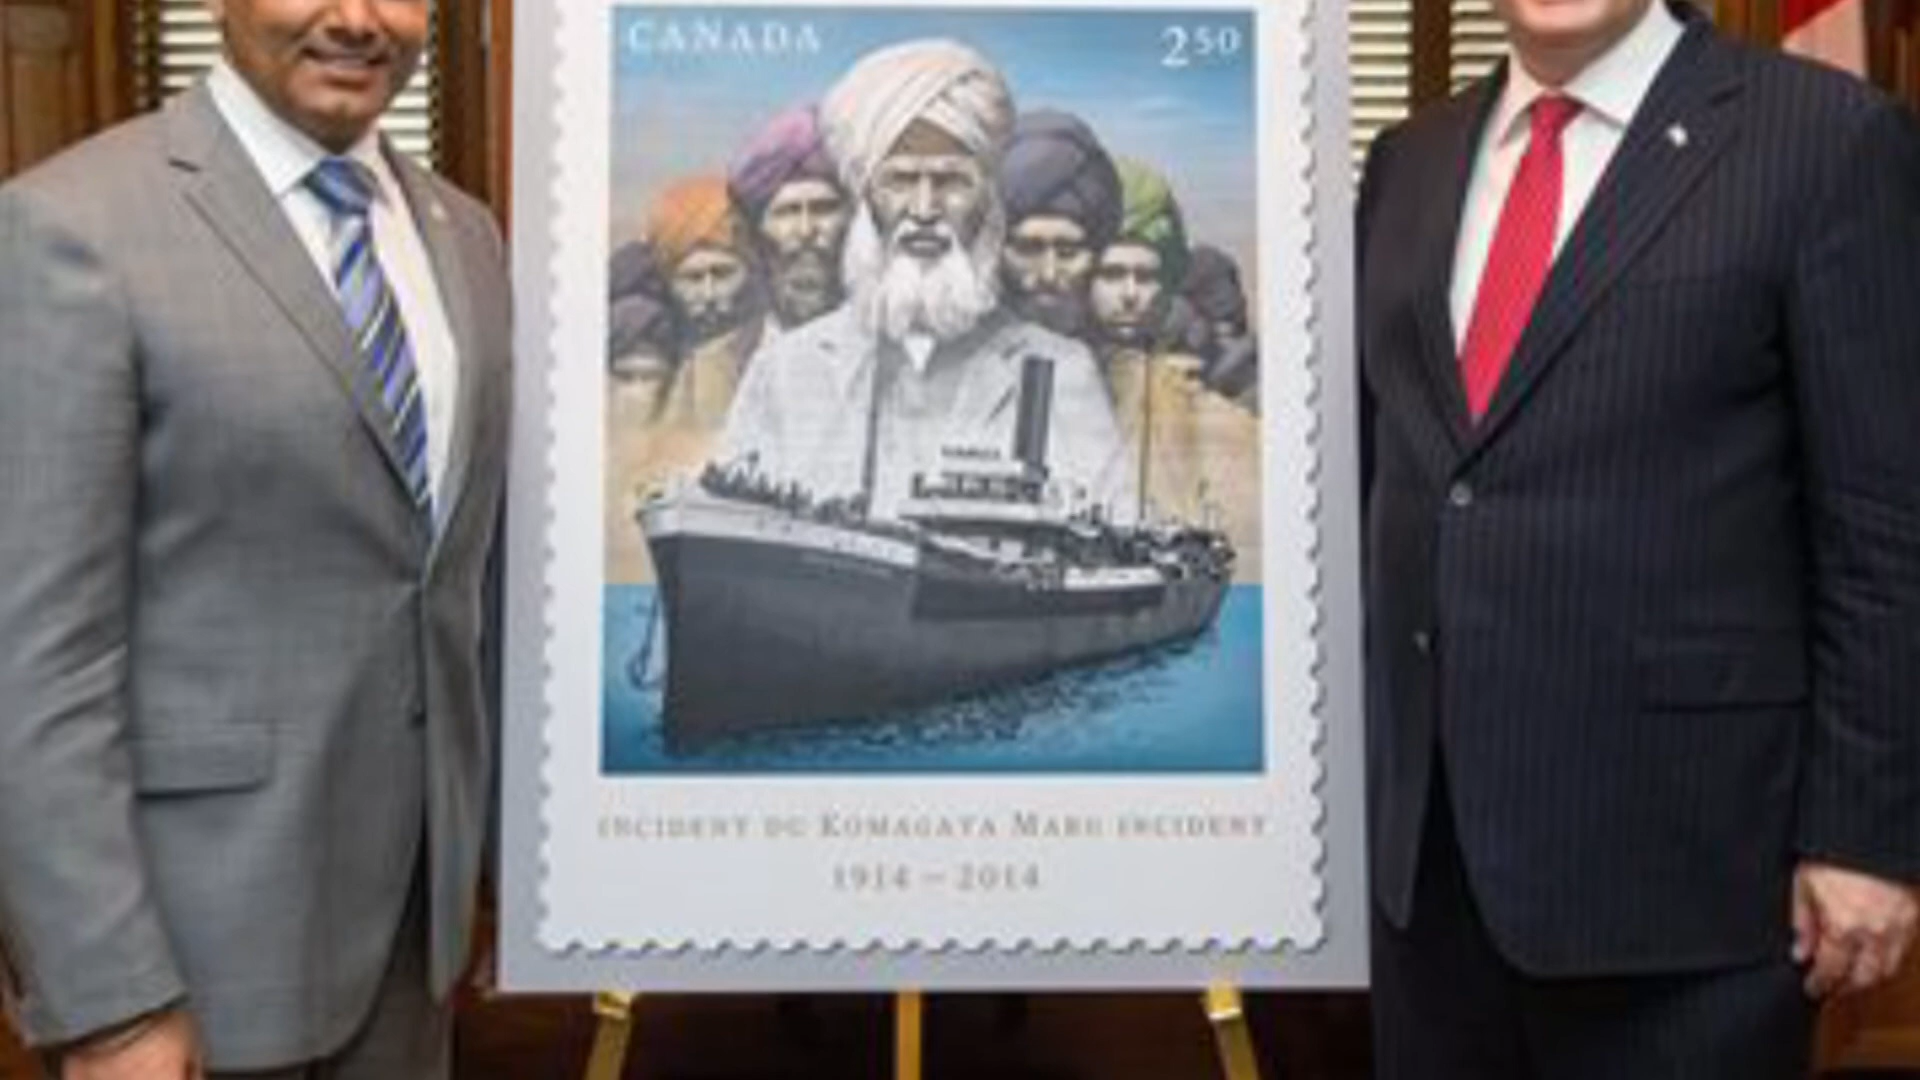 CANADA 2 50
INCIDENT DU KOMAGATA MARU INCIDENT
1914 – 2014